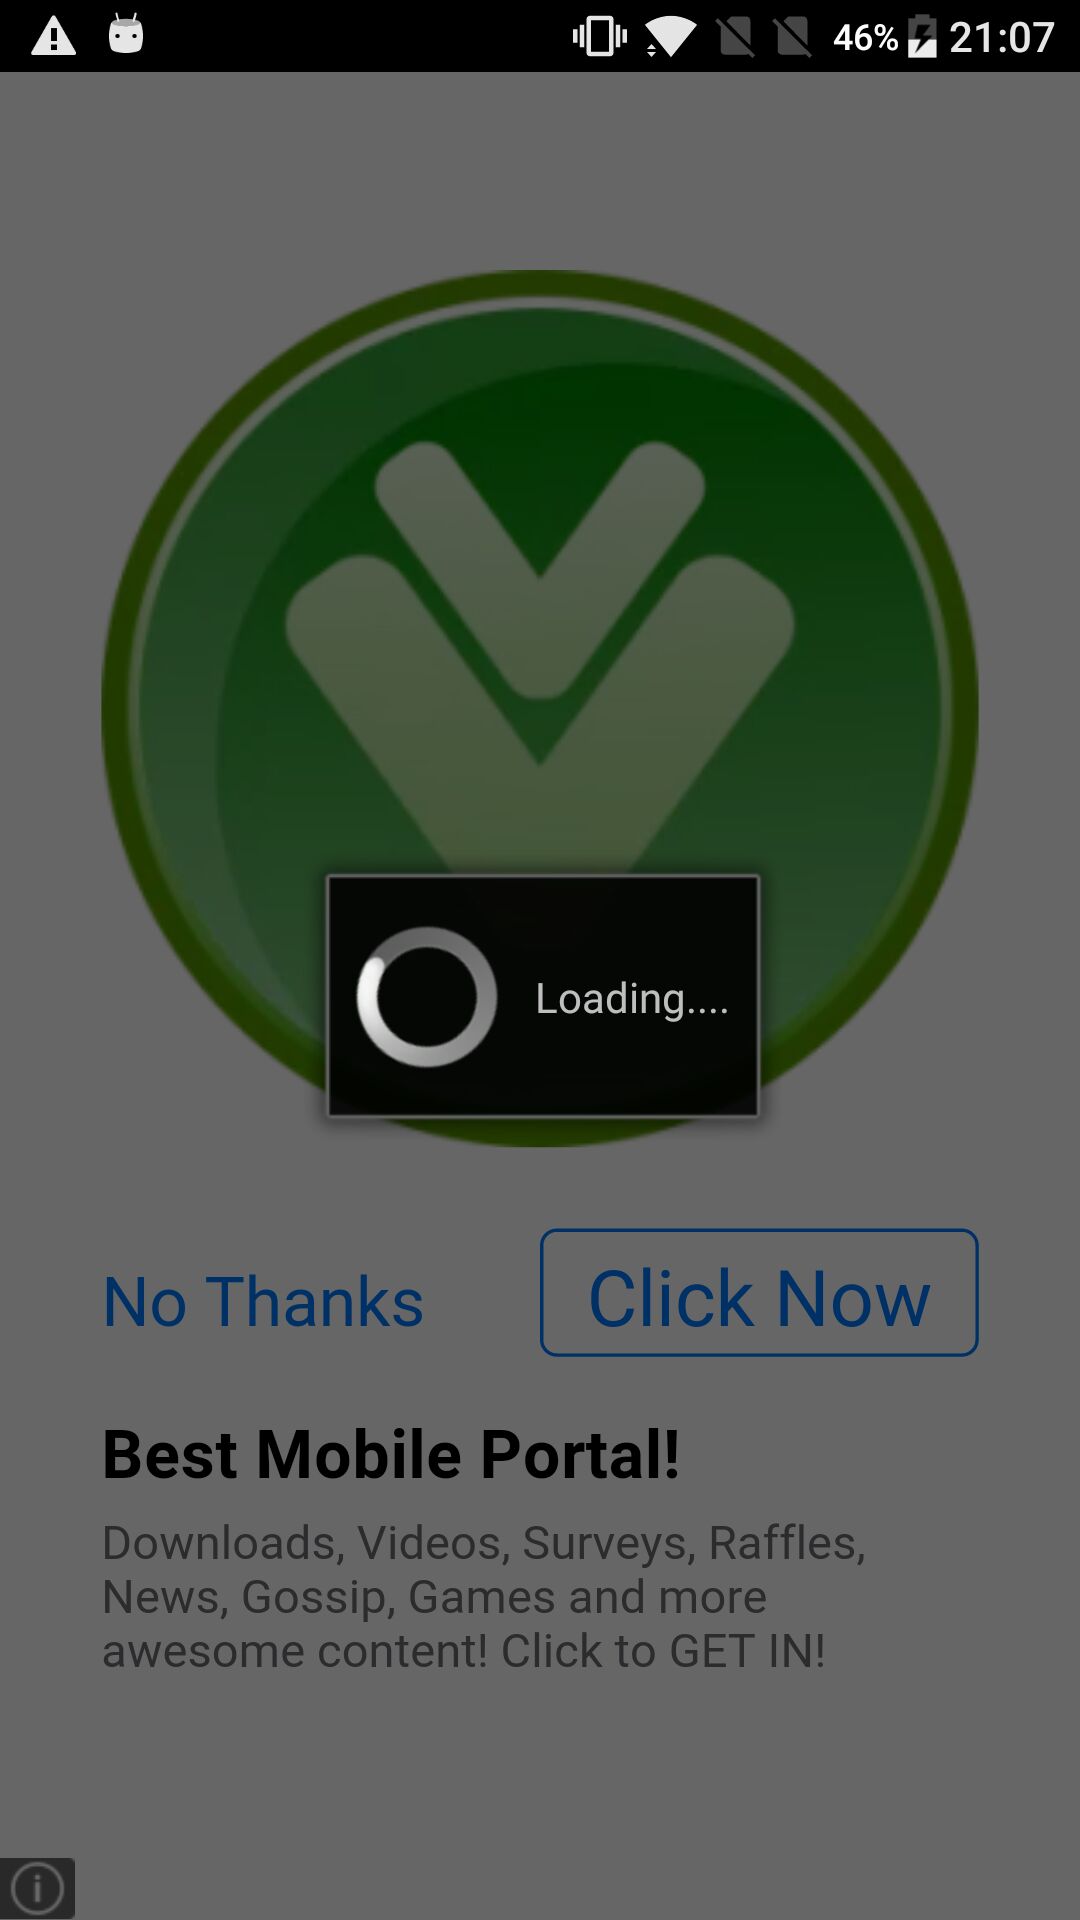 46% 21:07
Loading....
No Thanks
Click Now
Best Mobile Portal!
Downloads, Videos, Surveys, Raffles,
News, Gossip, Games and more
awesome content! Click to GET IN!